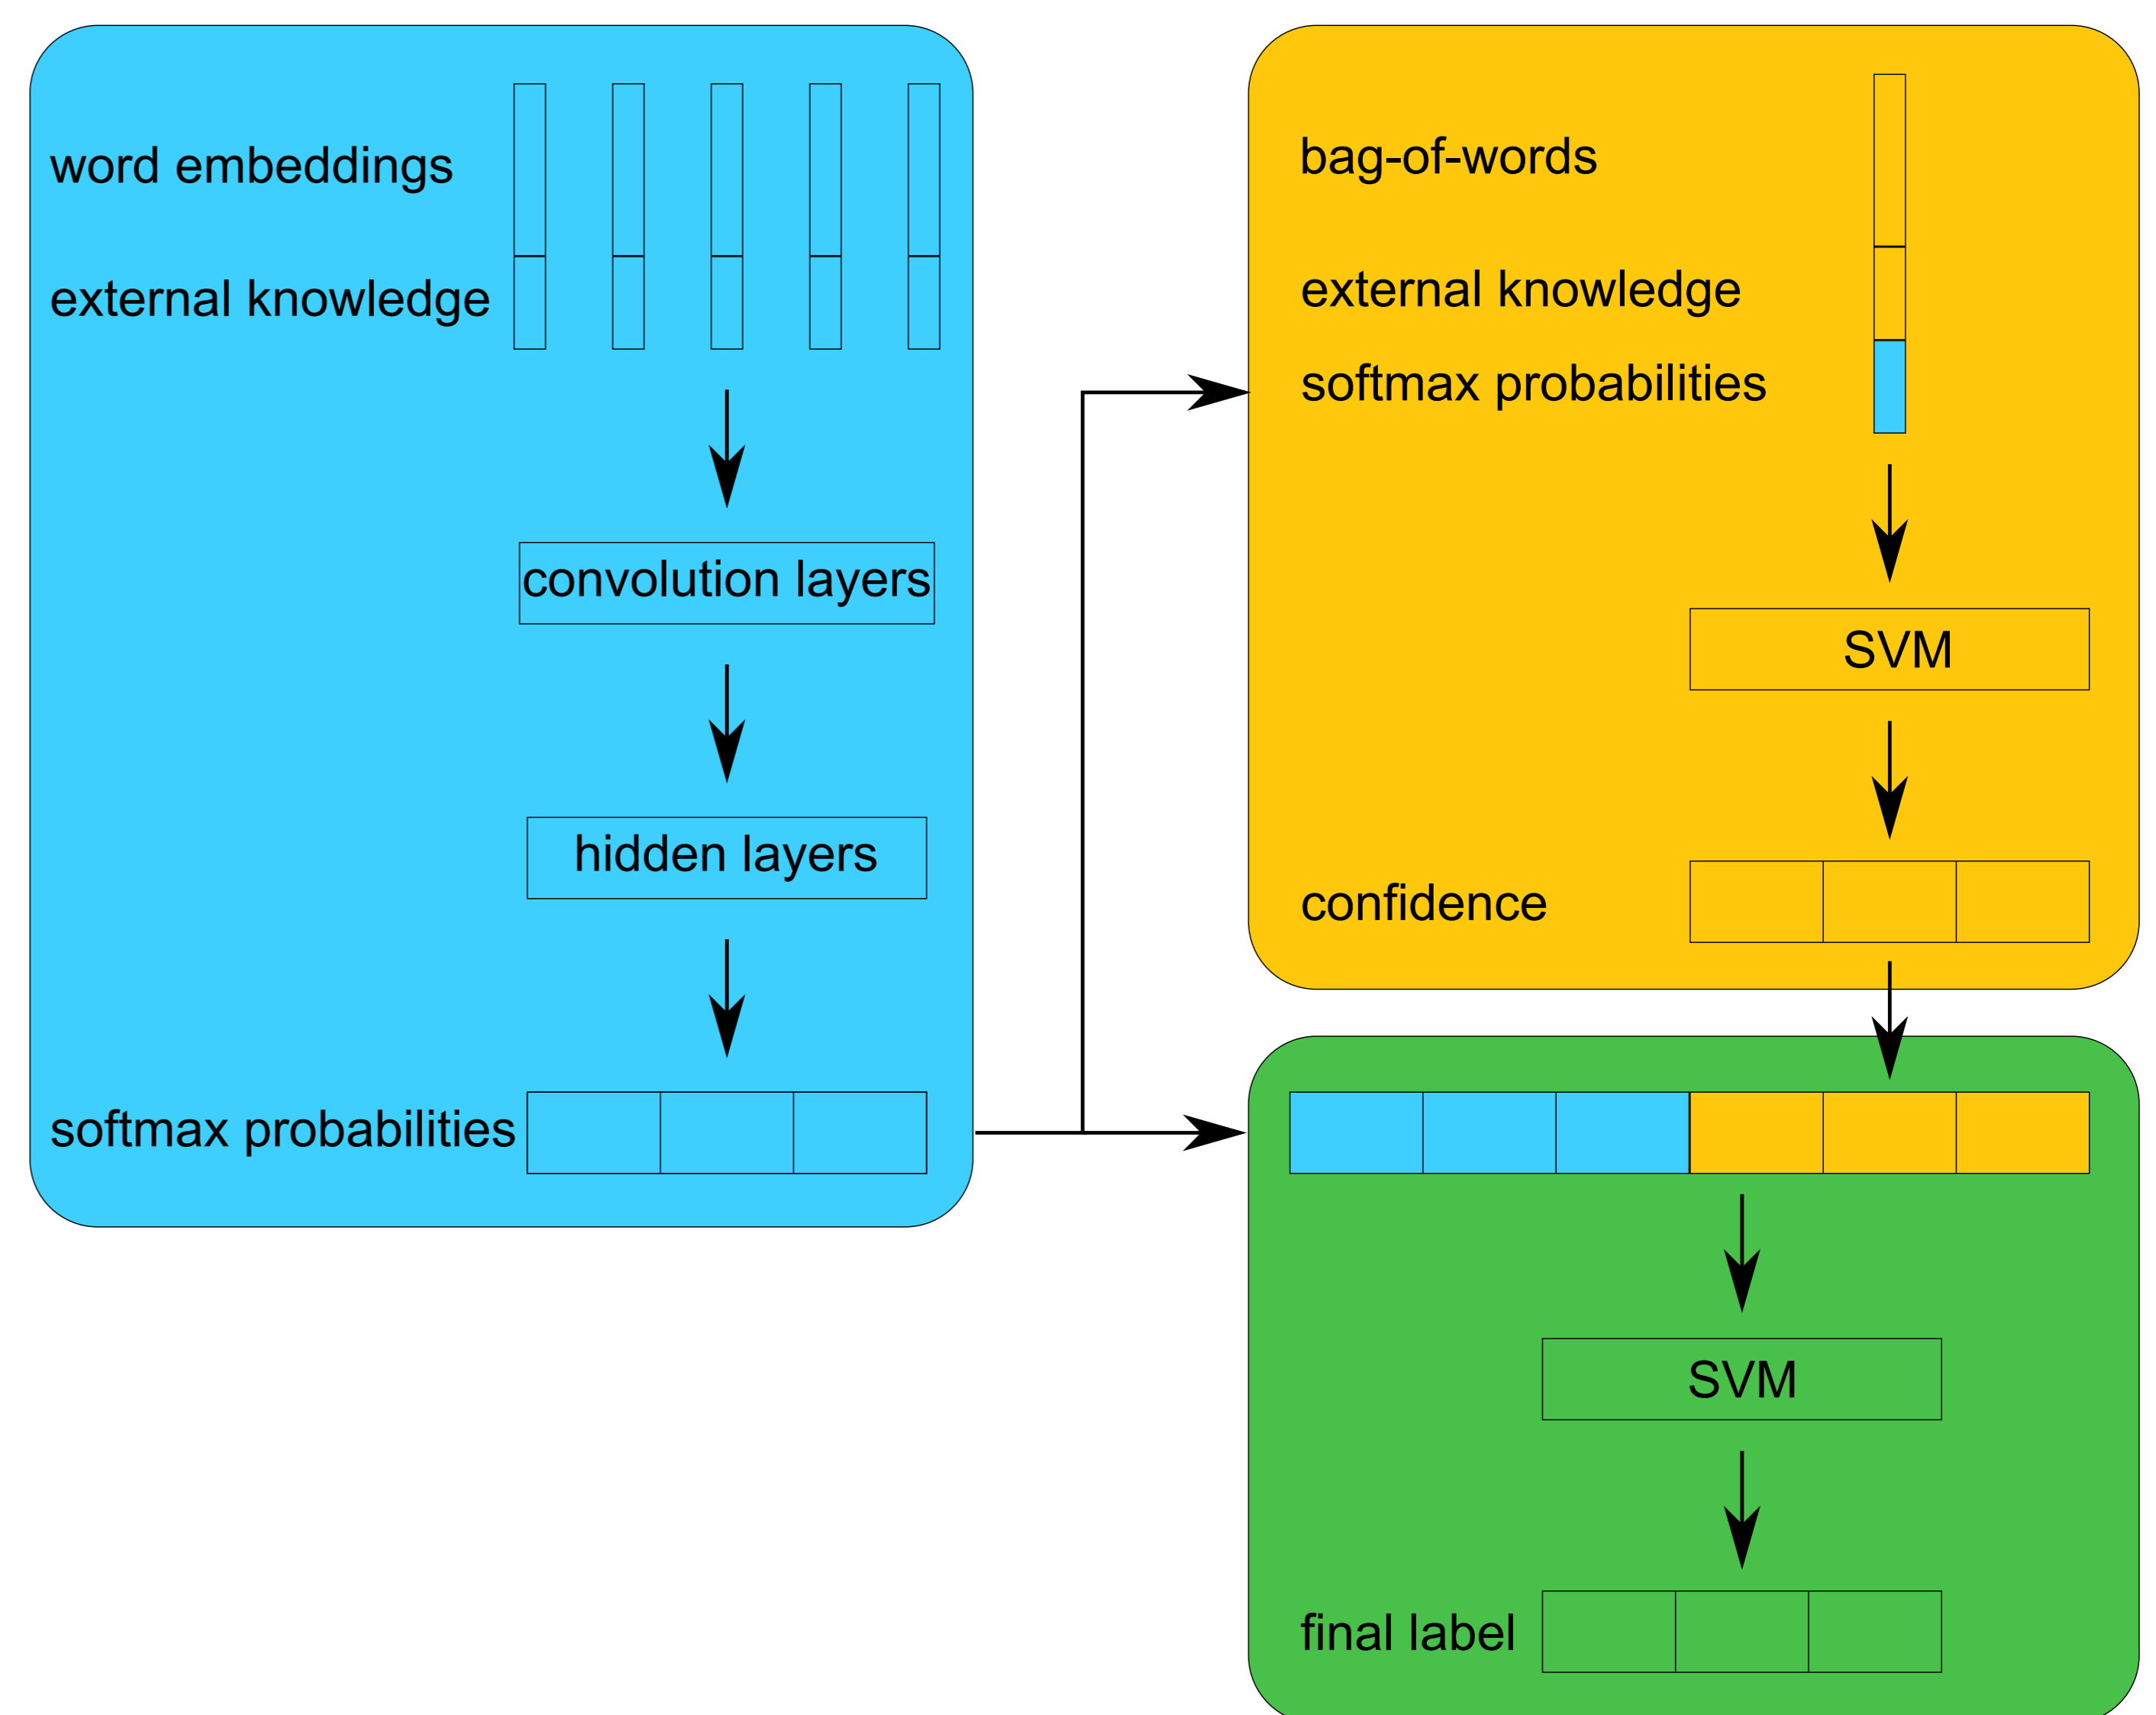 word embeddings
external knowledge
convolution layers
hidden layers
softmax probabilities
bag-of-words
external knowledge
softmax probabilities
SVM
confidence
SVM
final label